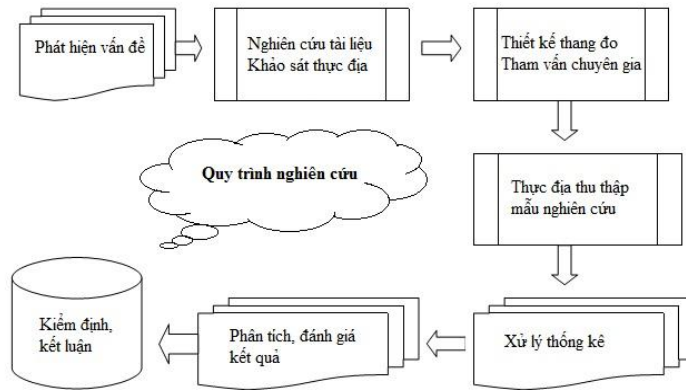 Phát hiện vấn đề
Nghiên cứu tài liệu
Khảo sát thực địa
Thiết kế thang đo
Tham vấn chuyên gia
Quy trình nghiên cứu
Thực địa thu thập
mẫu nghiên cứu
Xử lý thống kê
Phân tích, đánh giá
kết quả
Kiểm định,
kết luận